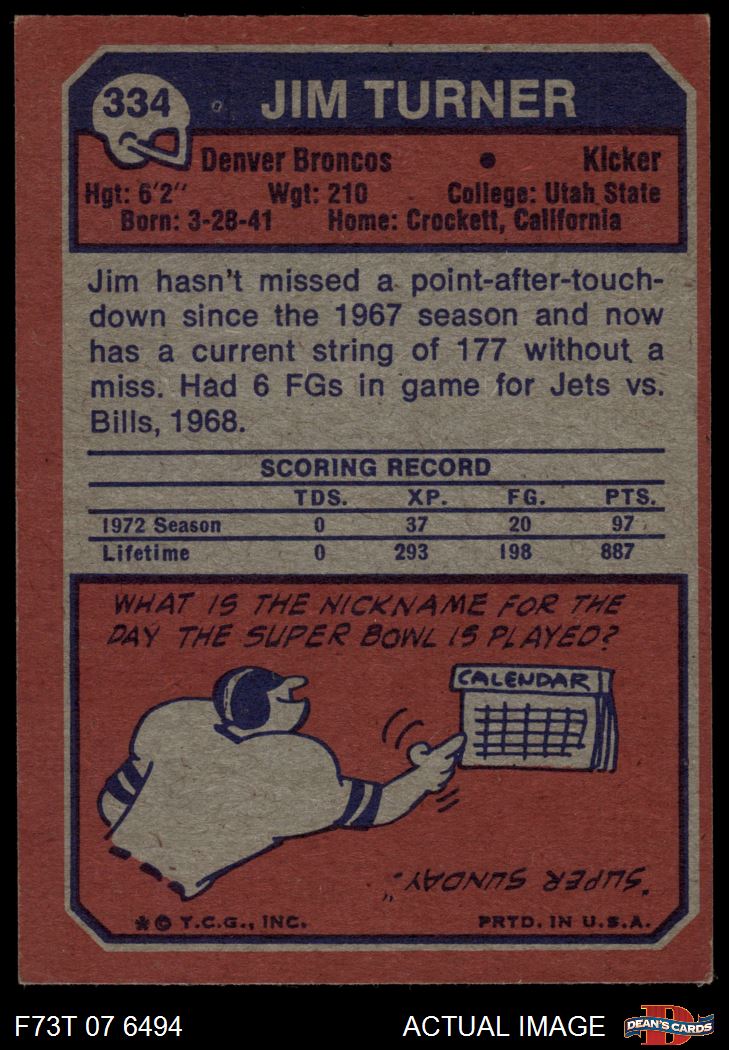 334
JIM TURNER
Denver Broncos • Kicker
Hgt: 6'2" Wgt: 210 College: Utah State
Born: 3-28-41 Home: Crockett, California
Jim hasn't missed a point-after-touch-
down since the 1967 season and now
has a current string of 177 without a
miss. Had 6 FGs in game for Jets vs.
Bills, 1968.
SCORING RECORD
TDS. XP. FG. PTS.
1972 Season 0 37 20 97
Lifetime 0 293 198 887
WHAT IS THE NICKNAME FOR THE
DAY THE SUPER BOWL IS PLAYED?
CALENDAR
"SUPER SUNDAY."
* © T.C.G., INC. PRTD. IN U.S.A.
F73T 07 6494 ACTUAL IMAGE
D
DEAN'S CARDS